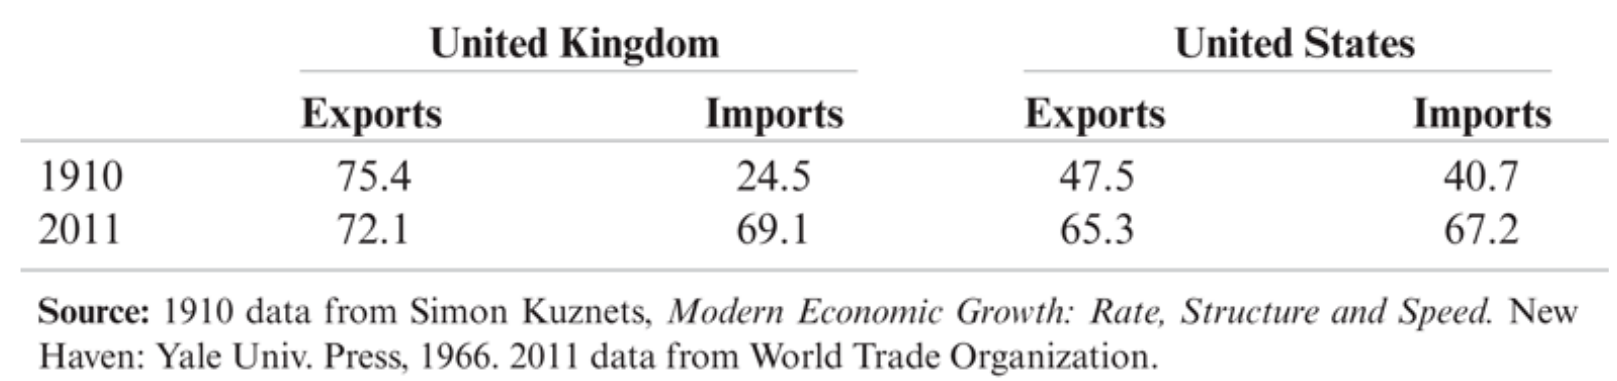 United Kingdom United States
Exports Imports Exports Imports
1910 75.4 24.5 47.5 40.7
2011 72.1 69.1 65.3 67.2
Source: 1910 data from Simon Kuznets, Modern Economic Growth: Rate, Structure and Speed. New
Haven: Yale Univ. Press, 1966. 2011 data from World Trade Organization.